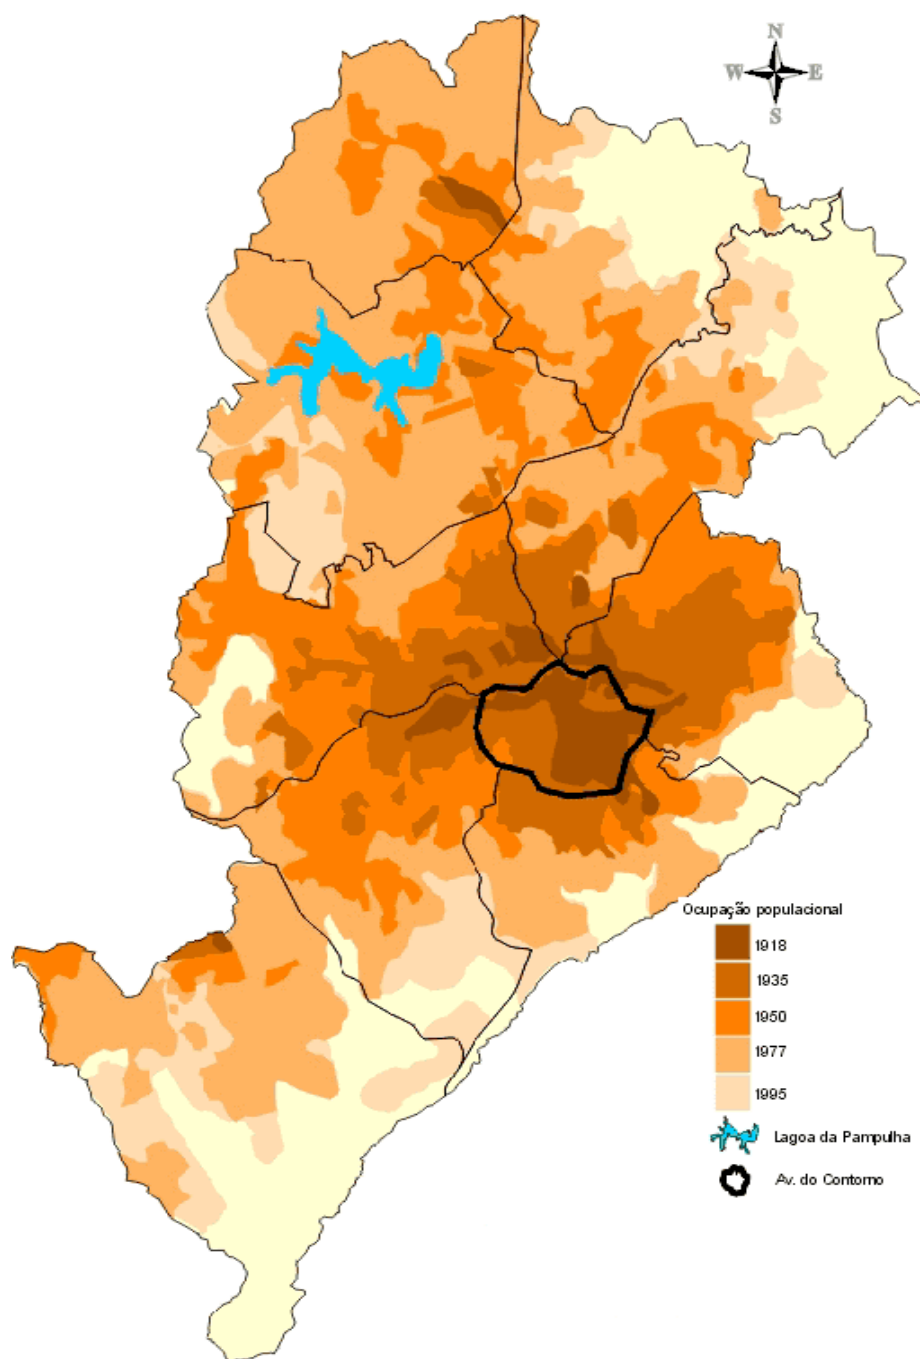 N
W E
S
Ocupação populacional
1918
1935
1950
1977
1995
Lagoa da Pampulha
Av. do Contorno